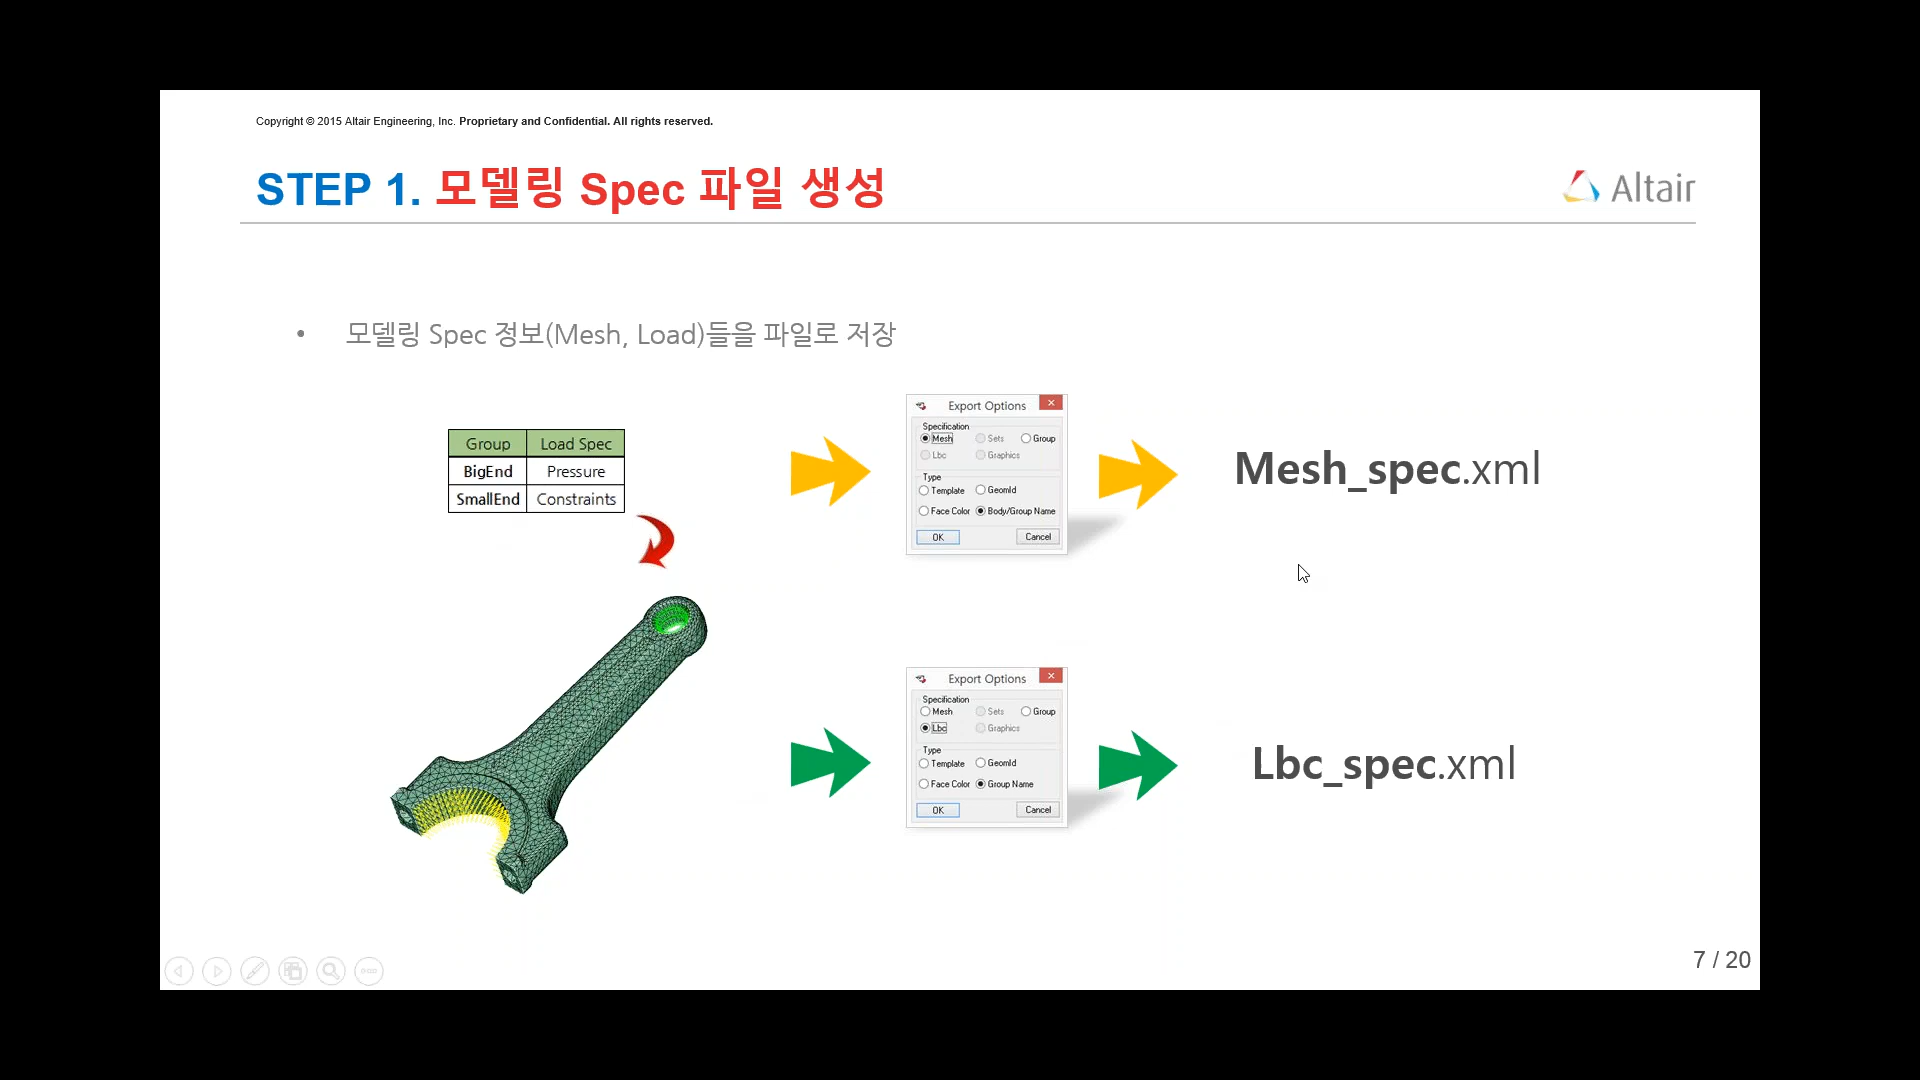 Copyright © 2015 Altair Engineering, Inc. Proprietary and Confidential. All rights reserved.
STEP 1. 모델링 Spec 파일 생성
Altair
• 모델링 Spec 정보(Mesh, Load)들을 파일로 저장
Group Load Spec
BigEnd Pressure
SmallEnd Constraints
Export Options
Specification
Mesh Sets Group
Lbc Graphics
Type
Template GeomId
Face Color Body/Group Name
OK Cancel
Mesh_spec.xml
Export Options
Specification
Mesh Sets Group
Lbc Graphics
Type
Template GeomId
Face Color Group Name
OK Cancel
Lbc_spec.xml
7 / 20